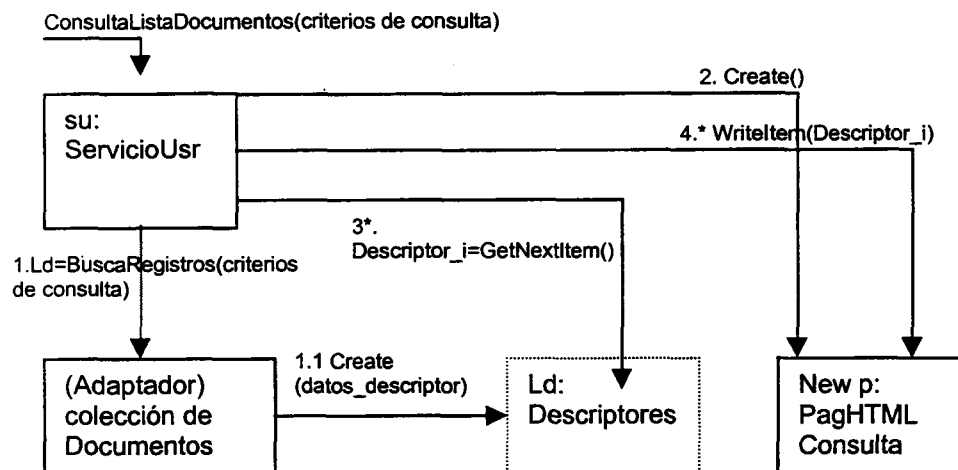 ConsultaListaDocumentos(criterios de consulta)
2. Create()
su:
ServicioUsr
4.* WriteItem(Descriptor_i)
3*.
Descriptor_i=GetNextItem()
1.Ld=BuscaRegistros(criterios
de consulta)
(Adaptador)
colección de
Documentos
1.1 Create
(datos_descriptor)
Ld:
Descriptores
New p:
PagHTML
Consulta